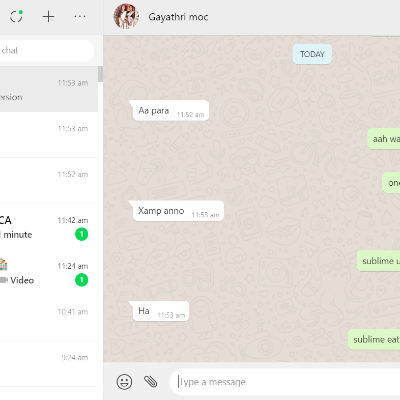 Gayathri moc
chat
TODAY
11:53 am
ersion
Aa para 11:52 am
11:53 am
aah wa
11:52 am
on
Xamp anno 11:53 am
CA 11:42 am
l minute 1
sublime u
11:24 am
Video 1
Ha 11:53 am
10:41 am
sublime eat
9:24 am
Type a message